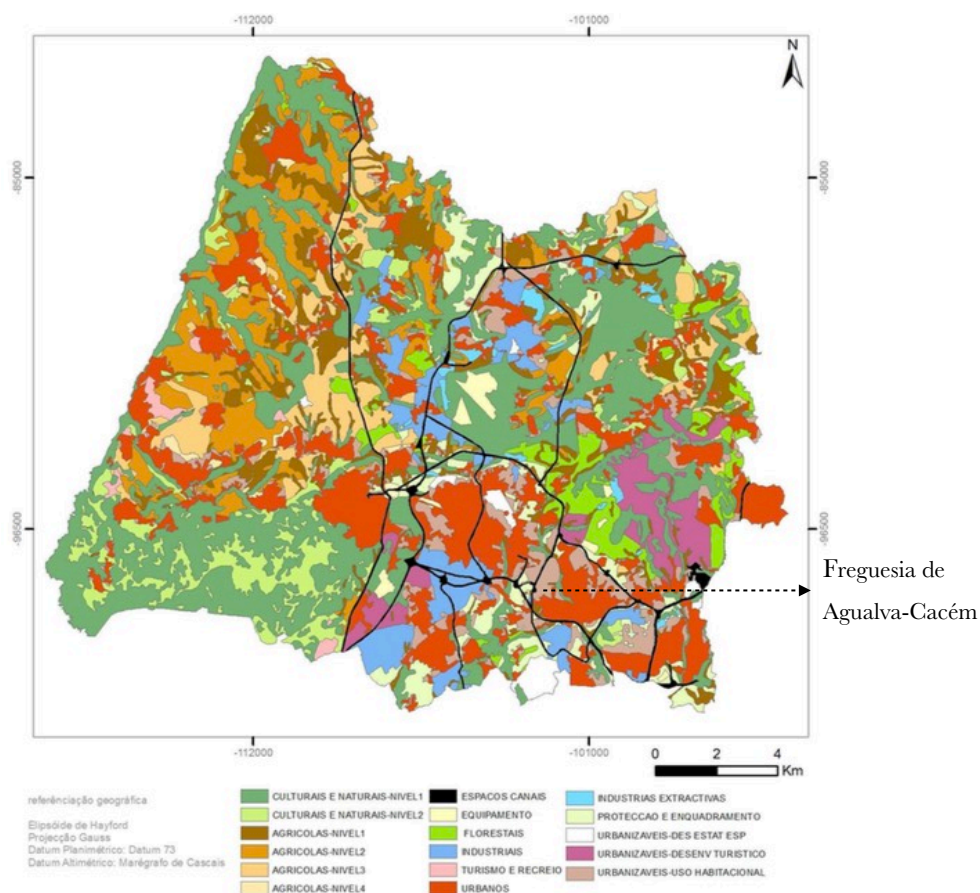 -112000
-101000
N
-85000
-85000
-96500
-96500
Freguesia de
Agualva-Cacém
-112000
-101000
0 2 4
Km
referênciação geográfica
Elipsóide de Hayford
Projecção Gauss
Datum Planimétrico: Datum 73
Datum Altimétrico: Marégrafo de Cascais
CULTURAIS E NATURAIS-NIVEL1
CULTURAIS E NATURAIS-NIVEL2
AGRICOLAS-NIVEL1
AGRICOLAS-NIVEL2
AGRICOLAS-NIVEL3
AGRICOLAS-NIVEL4
ESPACOS CANAIS
EQUIPAMENTO
FLORESTAIS
INDUSTRIAIS
TURISMO E RECREIO
URBANOS
INDUSTRIAS EXTRACTIVAS
PROTECCAO E ENQUADRAMENTO
URBANIZAVEIS-DES ESTAT ESP
URBANIZAVEIS-DESENV TURISTICO
URBANIZAVEIS-USO HABITACIONAL